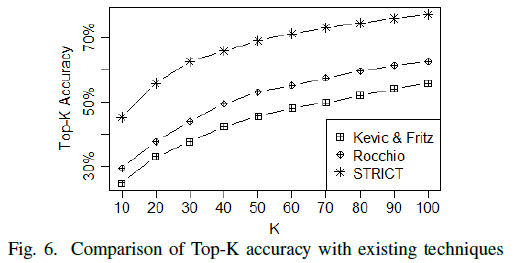 70%
50%
30%
Top-K Accuracy
Kevic & Fritz
Rocchio
STRICT
10 20 30 40 50 60 70 80 90 100
K
Fig. 6. Comparison of Top-K accuracy with existing techniques